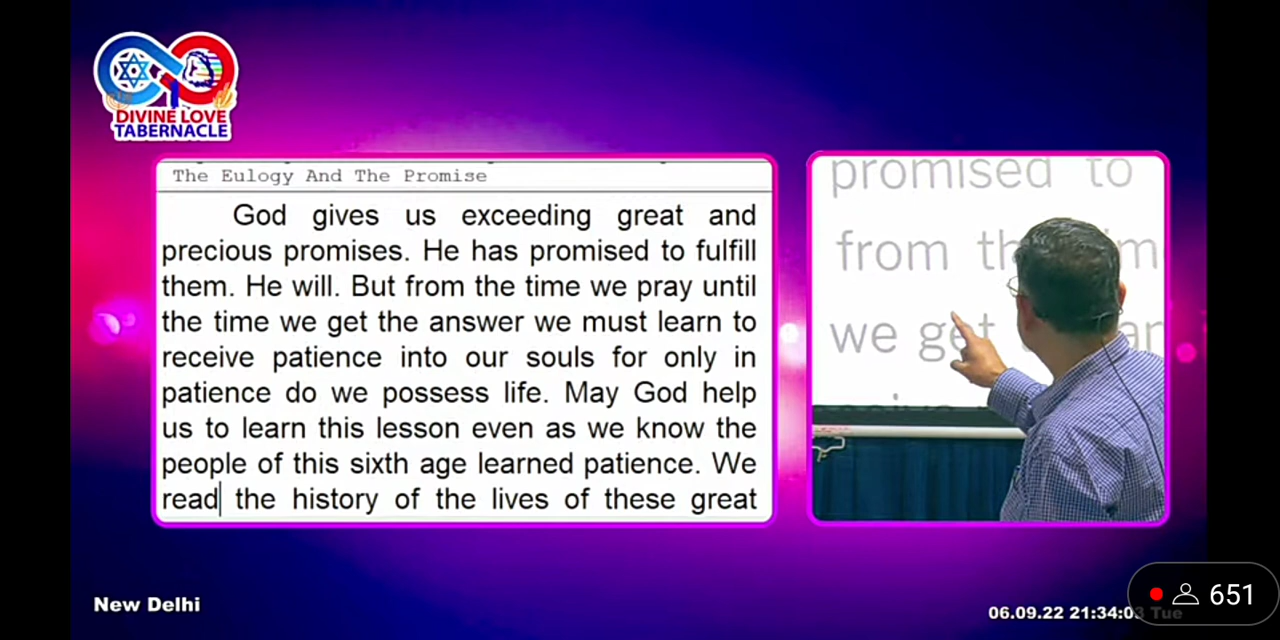 DIVINE LOVE
TABERNACLE
The Eulogy And The Promise
God gives us exceeding great and
precious promises. He has promised to fulfill
them. He will. But from the time we pray until
the time we get the answer we must learn to
receive patience into our souls for only in
patience do we possess life. May God help
us to learn this lesson even as we know the
people of this sixth age learned patience. We
read the history of the lives of these great
promised to
from
we get
New Delhi
06.09.22 21:34:03 Tue
651